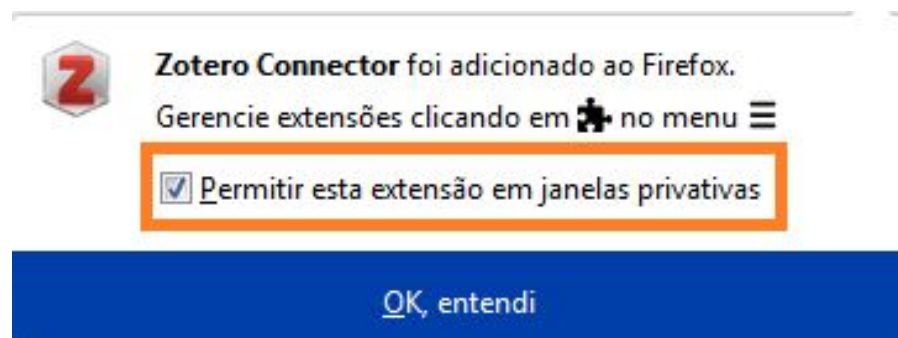 Z
Zotero Connector foi adicionado ao Firefox.
Gerencie extensões clicando em no menu
Permitir esta extensão em janelas privativas
OK, entendi